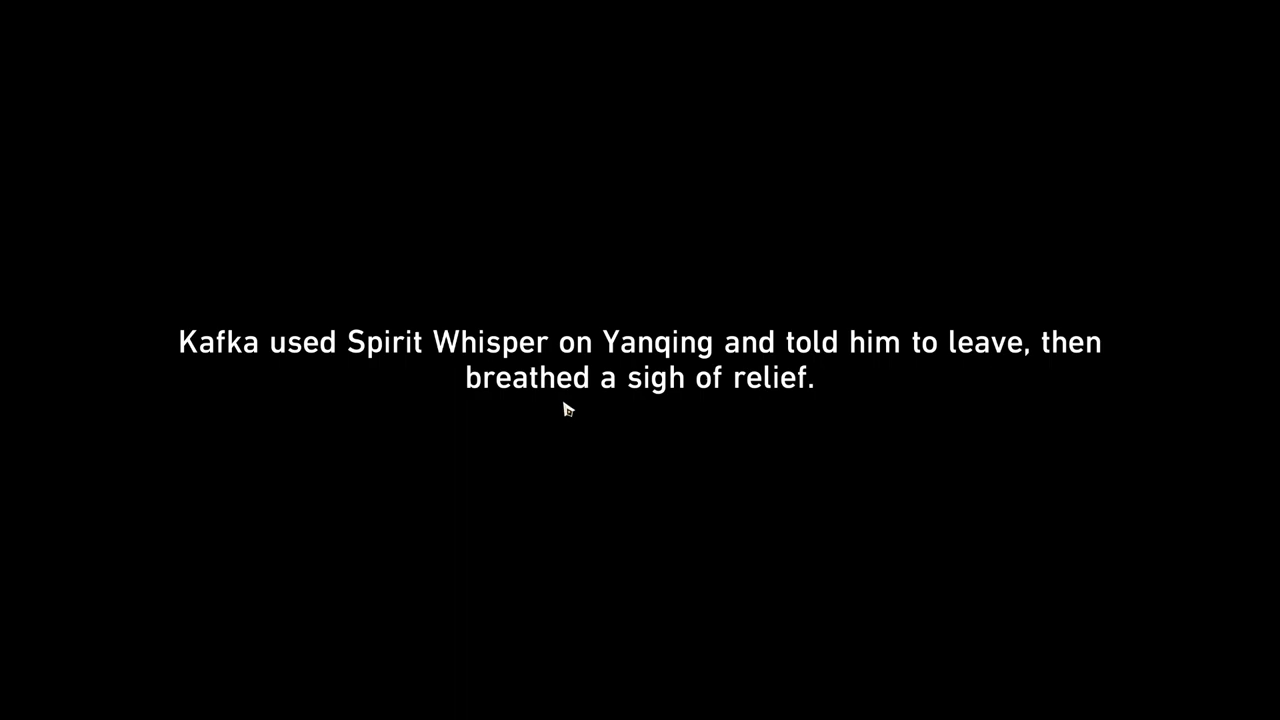 Kafka used Spirit Whisper on Yanqing and told him to leave, then
breathed a sigh of relief.